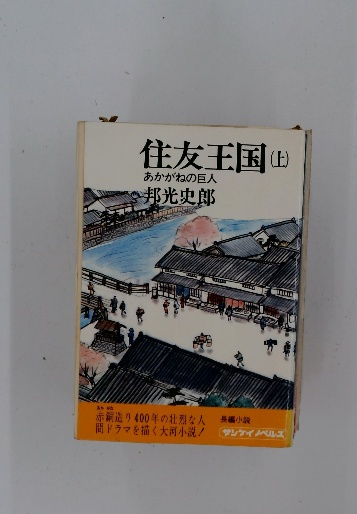 住友王国(上)
あかがねの巨人
邦光史郎
赤銅造り400年の壮烈な人
間ドラマを描く大河小説!
長編小説
サンケイノベルス